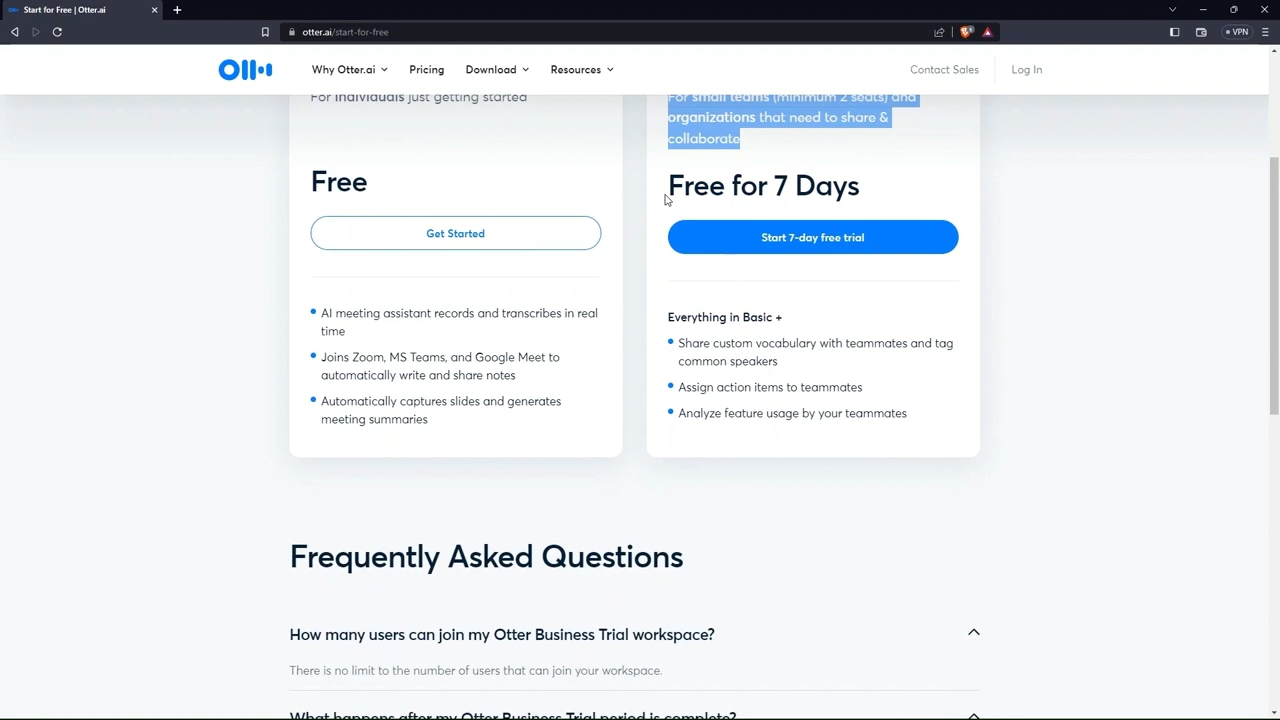 Start for Free | Otter.ai
otter.ai/start-for-free
VPN
Why Otter.ai
Pricing
Download
Resources
Contact Sales
Log In
For individuals just getting started
Free
Get Started
AI meeting assistant records and transcribes in real
time
Joins Zoom, MS Teams, and Google Meet to
automatically write and share notes
Automatically captures slides and generates
meeting summaries
For small teams (minimum 2 seats) and
organizations that need to share &
collaborate
Free for 7 Days
Start 7-day free trial
Everything in Basic +
Share custom vocabulary with teammates and tag
common speakers
Assign action items to teammates
Analyze feature usage by your teammates
Frequently Asked Questions
How many users can join my Otter Business Trial workspace?
There is no limit to the number of users that can join your workspace.
What happens after my Otter Business Trial period is complete?